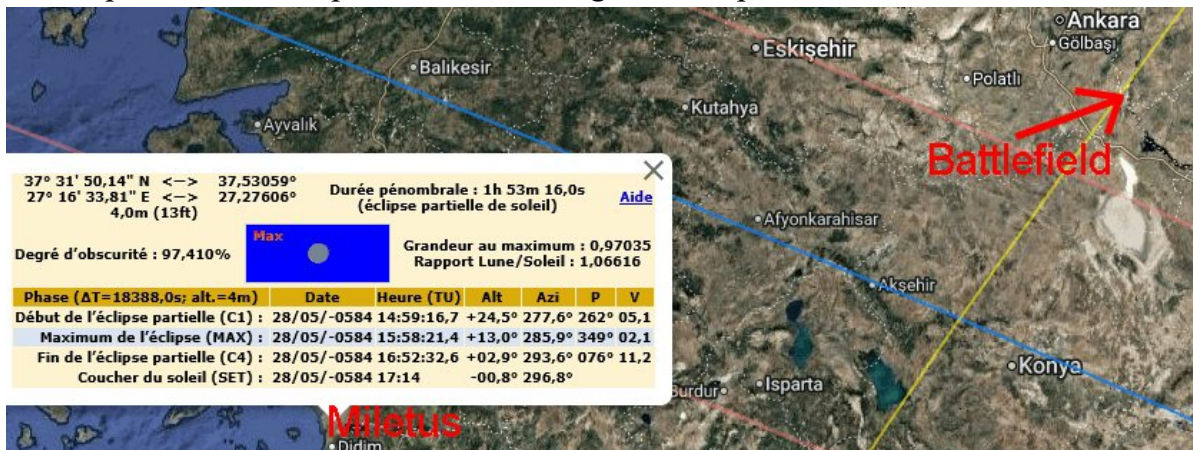 Ankara
Gölbaşı
Eskişehir
Balıkesir
Polatlı
Kutahya
Ayvalık
Battlefield
37° 31' 50,14" N <—> 37,53059°
27° 16' 33,81" E <—> 27,27606°
4,0m (13ft)
Durée pénombrale : 1h 53m 16,0s
(éclipse partielle de soleil)
Aide
Degré d'obscurité : 97,410%
Max
Grandeur au maximum : 0,97035
Rapport Lune/Soleil : 1,06616
Phase (ΔT=18388,0s; alt.=4m) Date Heure (TU) Alt Azi P V
Début de l'éclipse partielle (C1) : 28/05/-0584 14:59:16,7 +24,5° 277,6° 262° 05,1
Maximum de l'éclipse (MAX) : 28/05/-0584 15:58:21,4 +13,0° 285,9° 349° 02,1
Fin de l'éclipse partielle (C4) : 28/05/-0584 16:52:32,6 +02,9° 293,6° 076° 11,2
Coucher du soleil (SET) : 28/05/-0584 17:14 -00,8° 296,8°
Afyonkarahisar
Akşehir
Konya
Burdur
Isparta
Miletus
Didim